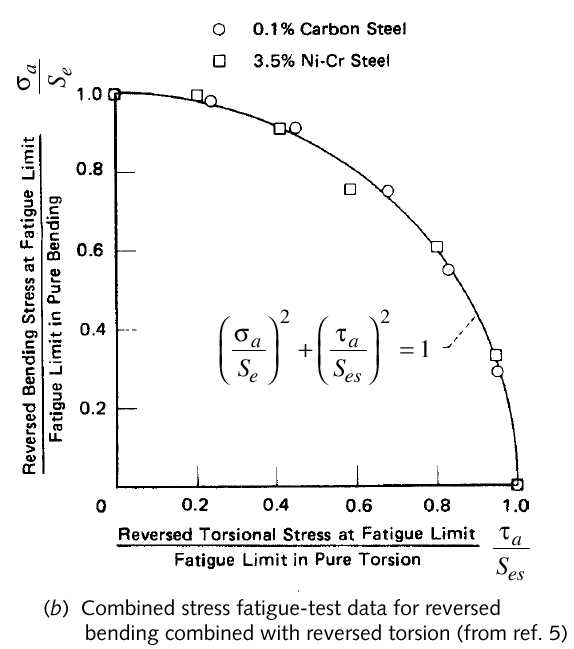 0.1% Carbon Steel
3.5% Ni-Cr Steel
σa
Se
Reversed Bending Stress at Fatigue Limit
Fatigue Limit in Pure Bending
1.0
0.8
0.6
0.4
0.2
(σa/Se)² + (τa/Ses)² = 1
0 0.2 0.4 0.6 0.8 1.0
Reversed Torsional Stress at Fatigue Limit
Fatigue Limit in Pure Torsion
τa
Ses
(b) Combined stress fatigue-test data for reversed
bending combined with reversed torsion (from ref. 5)